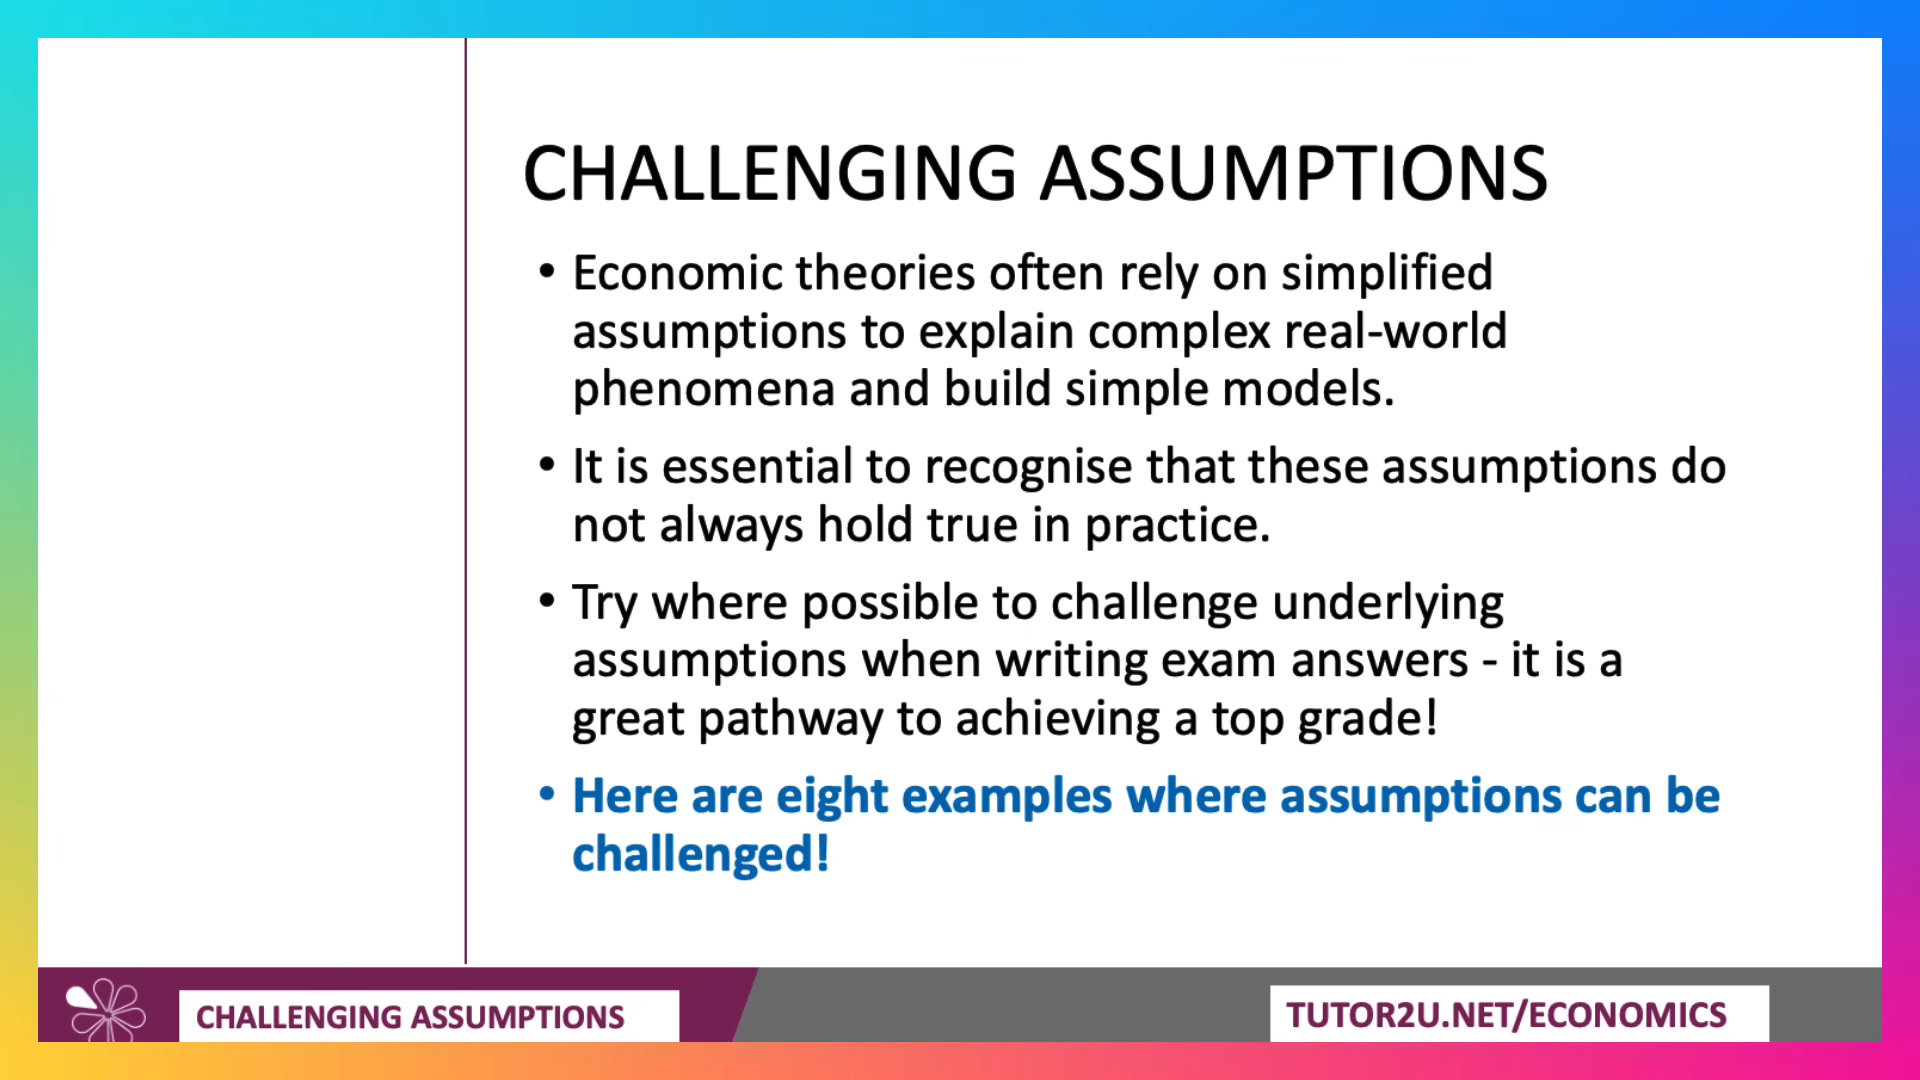 CHALLENGING ASSUMPTIONS
• Economic theories often rely on simplified
assumptions to explain complex real-world
phenomena and build simple models.
• It is essential to recognise that these assumptions do
not always hold true in practice.
• Try where possible to challenge underlying
assumptions when writing exam answers - it is a
great pathway to achieving a top grade!
• Here are eight examples where assumptions can be
challenged!
CHALLENGING ASSUMPTIONS
TUTOR2U.NET/ECONOMICS